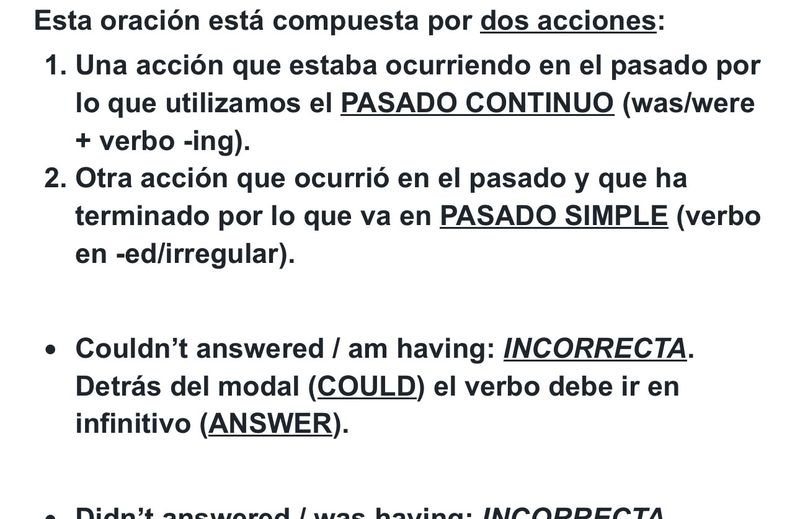 Esta oración está compuesta por dos acciones:
1. Una acción que estaba ocurriendo en el pasado por
lo que utilizamos el PASADO CONTINUO (was/were
+ verbo -ing).
2. Otra acción que ocurrió en el pasado y que ha
terminado por lo que va en PASADO SIMPLE (verbo
en -ed/irregular).
• Couldn’t answered / am having: INCORRECTA.
Detrás del modal (COULD) el verbo debe ir en
infinitivo (ANSWER).
• Didn’t answered / was having: INCORRECTA